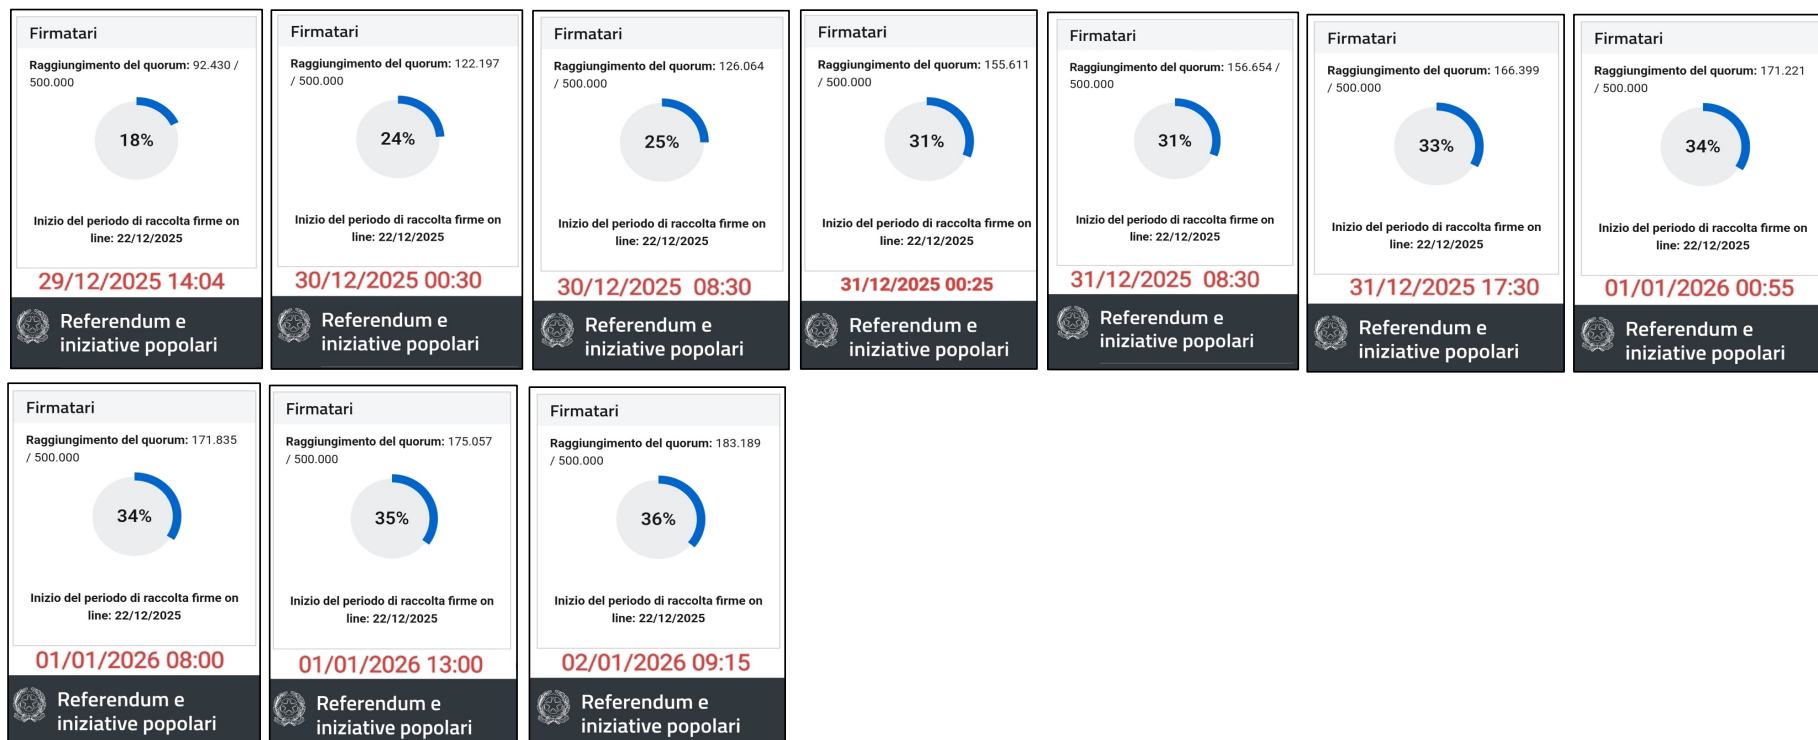 Firmatari
Raggiungimento del quorum: 92.430 /
500.000
18%
Inizio del periodo di raccolta firme on
line: 22/12/2025
29/12/2025 14:04
Referendum e
iniziative popolari
Firmatari
Raggiungimento del quorum: 122.197
/ 500.000
24%
Inizio del periodo di raccolta firme on
line: 22/12/2025
30/12/2025 00:30
Referendum e
iniziative popolari
Firmatari
Raggiungimento del quorum: 126.064
/ 500.000
25%
Inizio del periodo di raccolta firme on
line: 22/12/2025
30/12/2025 08:30
Referendum e
iniziative popolari
Firmatari
Raggiungimento del quorum: 155.611
/ 500.000
31%
Inizio del periodo di raccolta firme on
line: 22/12/2025
31/12/2025 00:25
Referendum e
iniziative popolari
Firmatari
Raggiungimento del quorum: 156.654 /
500.000
31%
Inizio del periodo di raccolta firme on
line: 22/12/2025
31/12/2025 08:30
Referendum e
iniziative popolari
Firmatari
Raggiungimento del quorum: 166.399
/ 500.000
33%
Inizio del periodo di raccolta firme on
line: 22/12/2025
31/12/2025 17:30
Referendum e
iniziative popolari
Firmatari
Raggiungimento del quorum: 171.221
/ 500.000
34%
Inizio del periodo di raccolta firme on
line: 22/12/2025
01/01/2026 00:55
Referendum e
iniziative popolari
Firmatari
Raggiungimento del quorum: 171.835
/ 500.000
34%
Inizio del periodo di raccolta firme on
line: 22/12/2025
01/01/2026 08:00
Referendum e
iniziative popolari
Firmatari
Raggiungimento del quorum: 175.057
/ 500.000
35%
Inizio del periodo di raccolta firme on
line: 22/12/2025
01/01/2026 13:00
Referendum e
iniziative popolari
Firmatari
Raggiungimento del quorum: 183.189
/ 500.000
36%
Inizio del periodo di raccolta firme on
line: 22/12/2025
02/01/2026 09:15
Referendum e
iniziative popolari